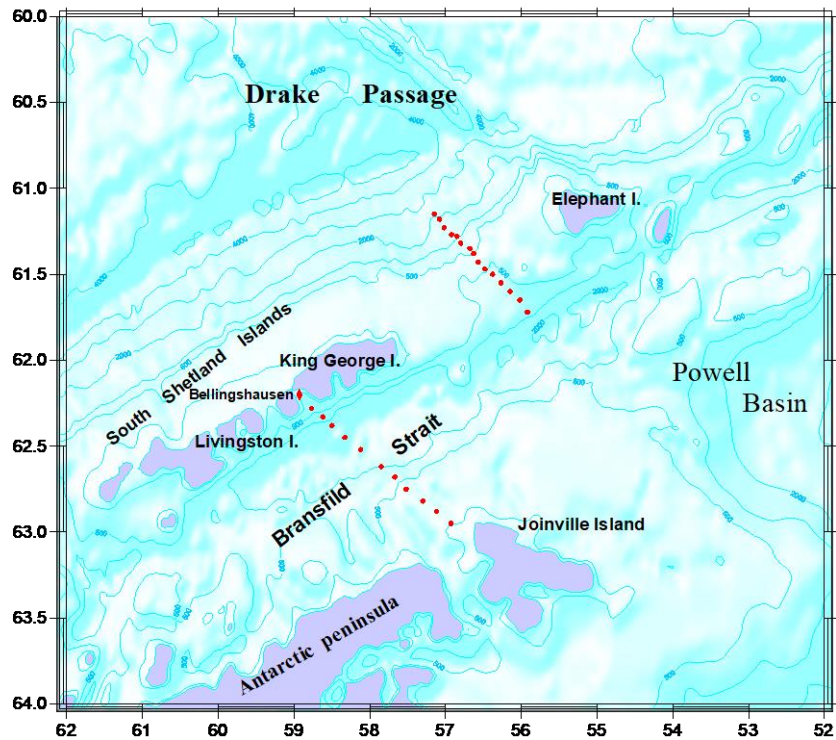 60.0
Drake Passage
60.5
61.0
Elephant I.
61.5
South Shetland Islands
62.0
King George I.
Powell
Bellingshausen
Basin
Livingston I.
Strait
62.5
Bransfild
63.0
Joinville Island
63.5
Antarctic peninsula
64.0
62 61 60 59 58 57 56 55 54 53 52